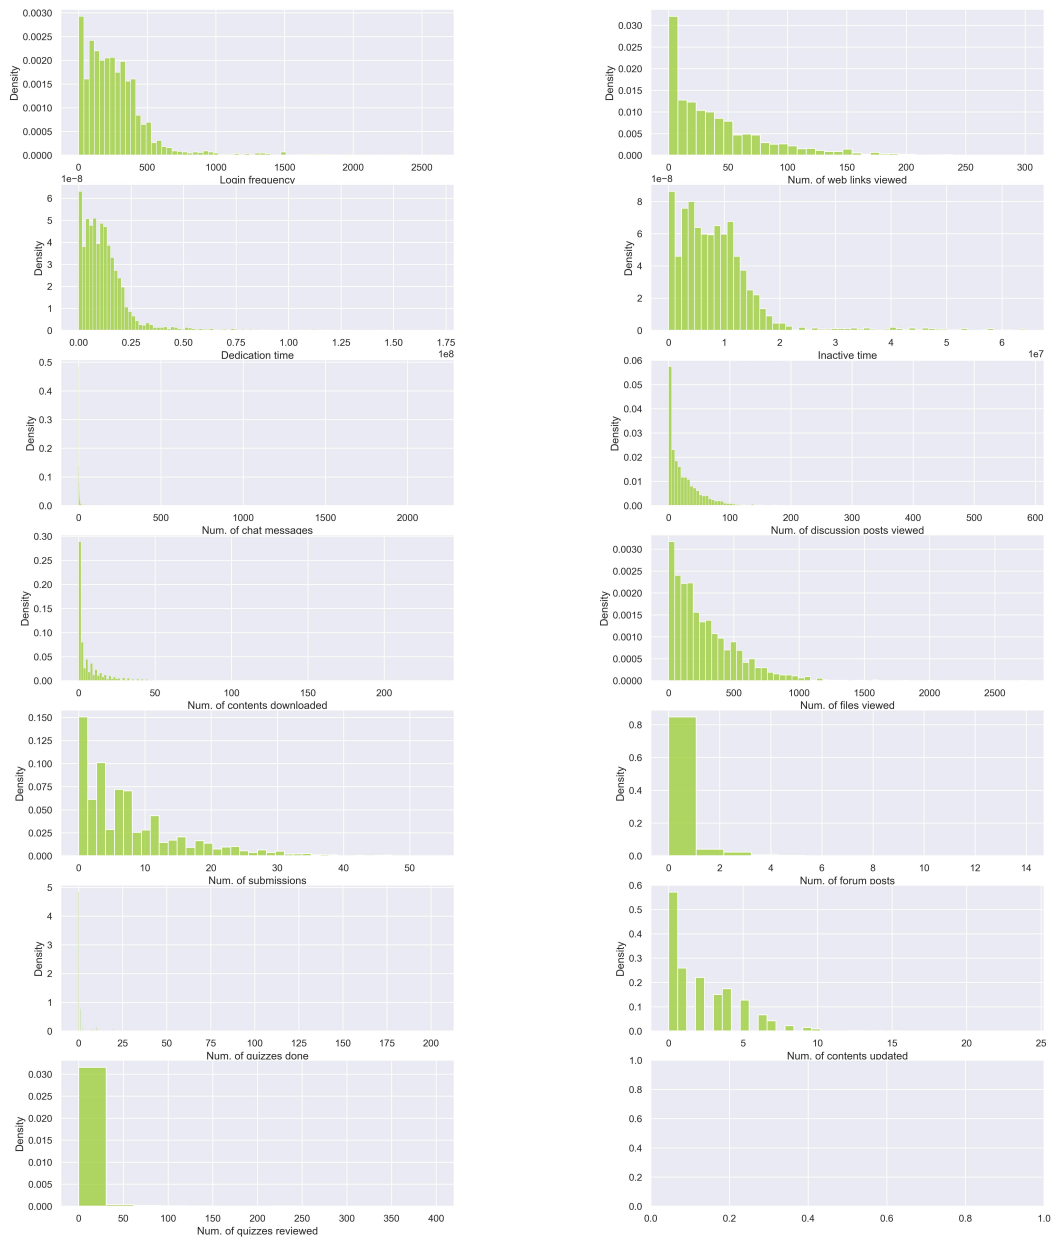 0.0030
0.0025
0.0020
0.0015
0.0010
0.0005
0.0000
Density
0 500 1000 1500 2000 2500
Login frequency
0.030
0.025
0.020
0.015
0.010
0.005
0.000
Density
0 50 100 150 200 250 300
Num. of web links viewed
1e−8
6
5
4
3
2
1
0
Density
0.00 0.25 0.50 0.75 1.00 1.25 1.50 1.75
Dedication time
1e8
1e−8
8
6
4
2
0
Density
0 1 2 3 4 5 6
Inactive time
1e7
0.5
0.4
0.3
0.2
0.1
0.0
Density
0 500 1000 1500 2000
Num. of chat messages
0.06
0.05
0.04
0.03
0.02
0.01
0.00
Density
0 100 200 300 400 500 600
Num. of discussion posts viewed
0.30
0.25
0.20
0.15
0.10
0.05
0.00
Density
0 50 100 150 200
Num. of contents downloaded
0.0030
0.0025
0.0020
0.0015
0.0010
0.0005
0.0000
Density
0 500 1000 1500 2000 2500
Num. of files viewed
0.150
0.125
0.100
0.075
0.050
0.025
0.000
Density
0 10 20 30 40 50
Num. of submissions
0.8
0.6
0.4
0.2
0.0
Density
0 2 4 6 8 10 12 14
Num. of forum posts
5
4
3
2
1
0
Density
0 25 50 75 100 125 150 175 200
Num. of quizzes done
0.6
0.5
0.4
0.3
0.2
0.1
0.0
Density
0 5 10 15 20 25
Num. of contents updated
0.030
0.025
0.020
0.015
0.010
0.005
0.000
Density
0 50 100 150 200 250 300 350 400
Num. of quizzes reviewed
1.0
0.8
0.6
0.4
0.2
0.0
0.0 0.2 0.4 0.6 0.8 1.0